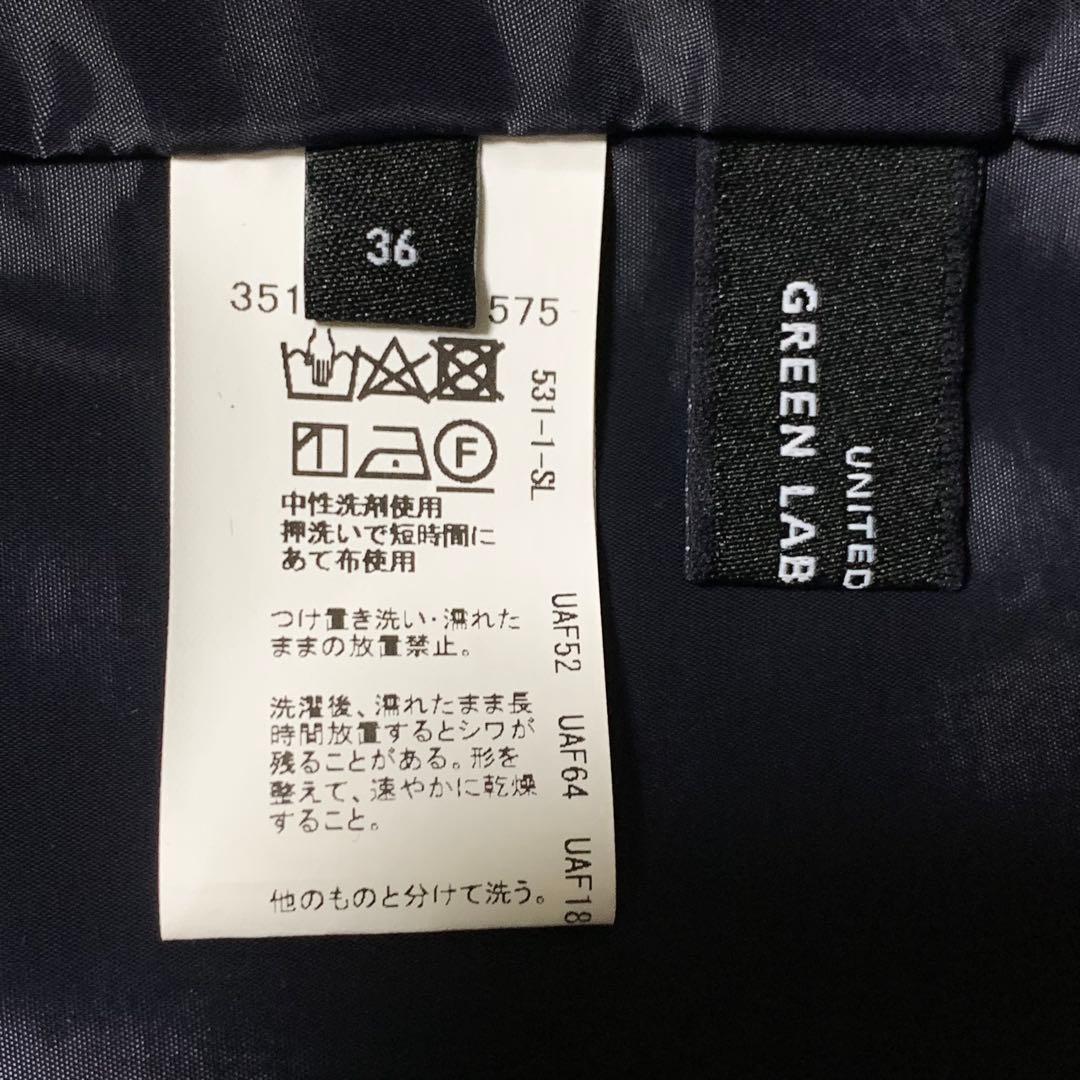 36
351
575
F
531-1-SL
中性洗剤使用
押洗いで短時間に
あて布使用
つけ置き洗い・濡れた
ままの放置禁止。
洗濯後、濡れたまま長
時間放置するとシワが
残ることがある。形を
整えて、速やかに乾燥
すること。
他のものと分けて洗う。
UAF52 UAF64 UAF18
UNITED
GREEN LAB